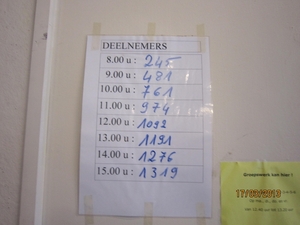 DEELNEMERS
8.00 u : 245
9.00 u : 481
10.00 u : 761
11.00 u : 974
12.00 u : 1092
13.00 u : 1191
14.00 u : 1276
15.00 u : 1319